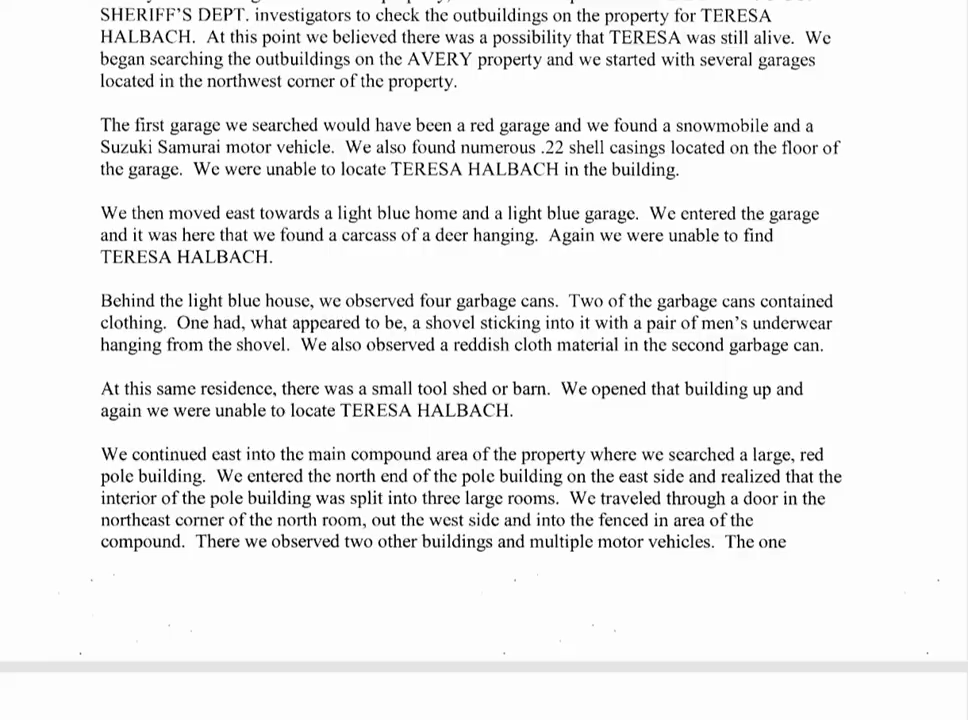 SHERIFF'S DEPT. investigators to check the outbuildings on the property for TERESA
HALBACH. At this point we believed there was a possibility that TERESA was still alive. We
began searching the outbuildings on the AVERY property and we started with several garages
located in the northwest corner of the property.
The first garage we searched would have been a red garage and we found a snowmobile and a
Suzuki Samurai motor vehicle. We also found numerous .22 shell casings located on the floor of
the garage. We were unable to locate TERESA HALBACH in the building.
We then moved east towards a light blue home and a light blue garage. We entered the garage
and it was here that we found a carcass of a deer hanging. Again we were unable to find
TERESA HALBACH.
Behind the light blue house, we observed four garbage cans. Two of the garbage cans contained
clothing. One had, what appeared to be, a shovel sticking into it with a pair of men's underwear
hanging from the shovel. We also observed a reddish cloth material in the second garbage can.
At this same residence, there was a small tool shed or barn. We opened that building up and
again we were unable to locate TERESA HALBACH.
We continued east into the main compound area of the property where we searched a large, red
pole building. We entered the north end of the pole building on the east side and realized that the
interior of the pole building was split into three large rooms. We traveled through a door in the
northeast corner of the north room, out the west side and into the fenced in area of the
compound. There we observed two other buildings and multiple motor vehicles. The one